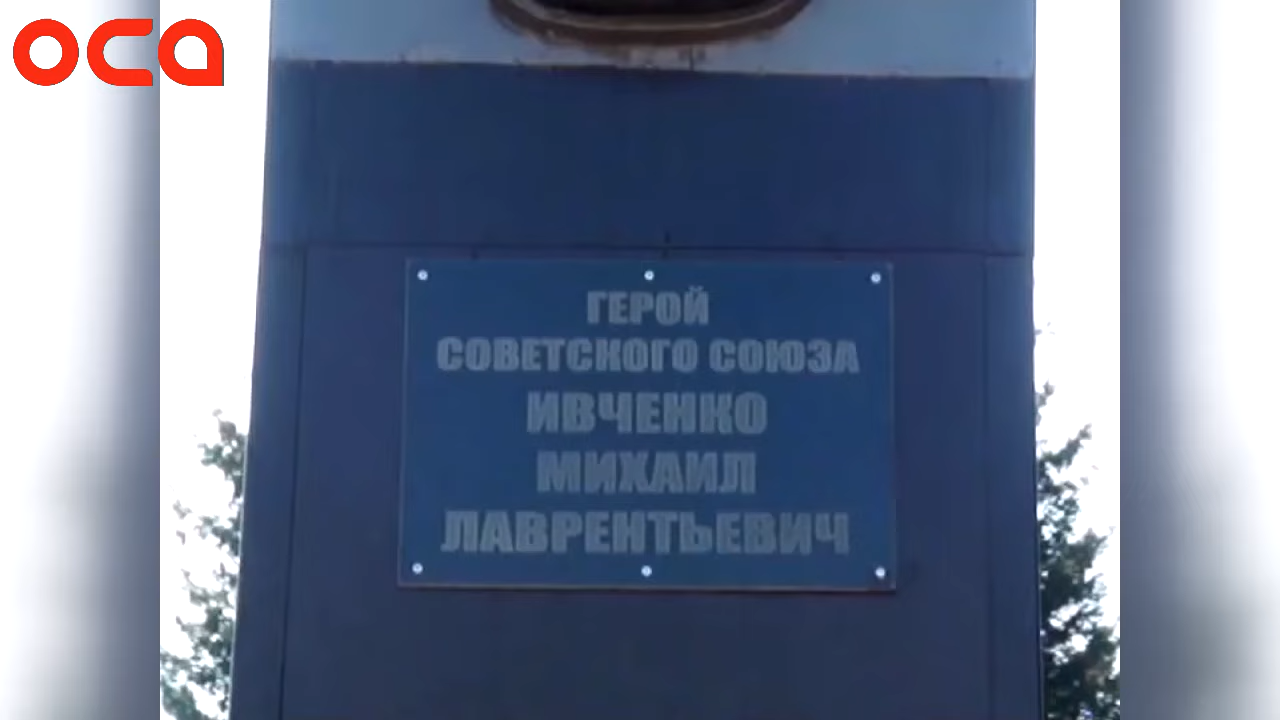 оса
ГЕРОЙ
СОВЕТСКОГО СОЮЗА
ИВЧЕНКО
МИХАИЛ
ЛАВРЕНТЬЕВИЧ